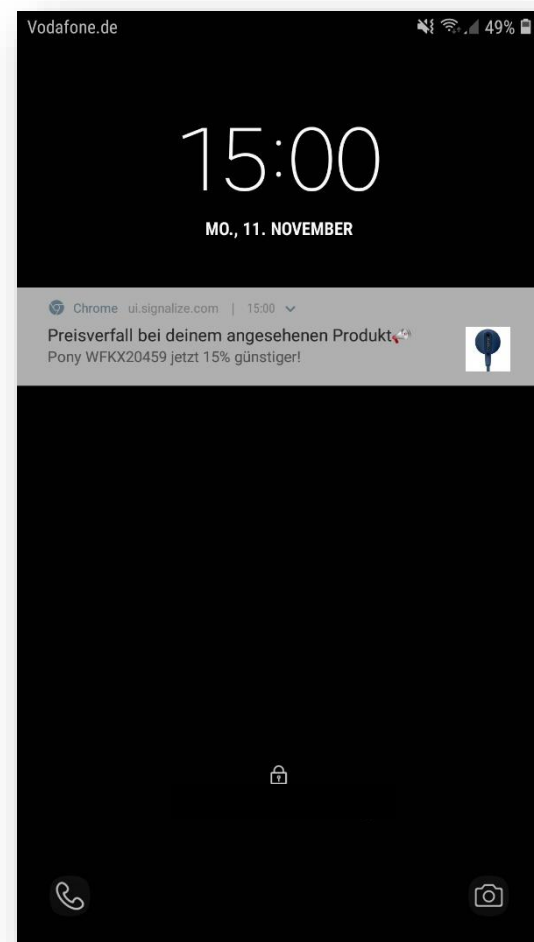 Vodafone.de 49%
15:00
MO., 11. NOVEMBER
Chrome ui.signalize.com | 15:00
Preisverfall bei deinem angesehenen Produkt
Pony WFKX20459 jetzt 15% günstiger!